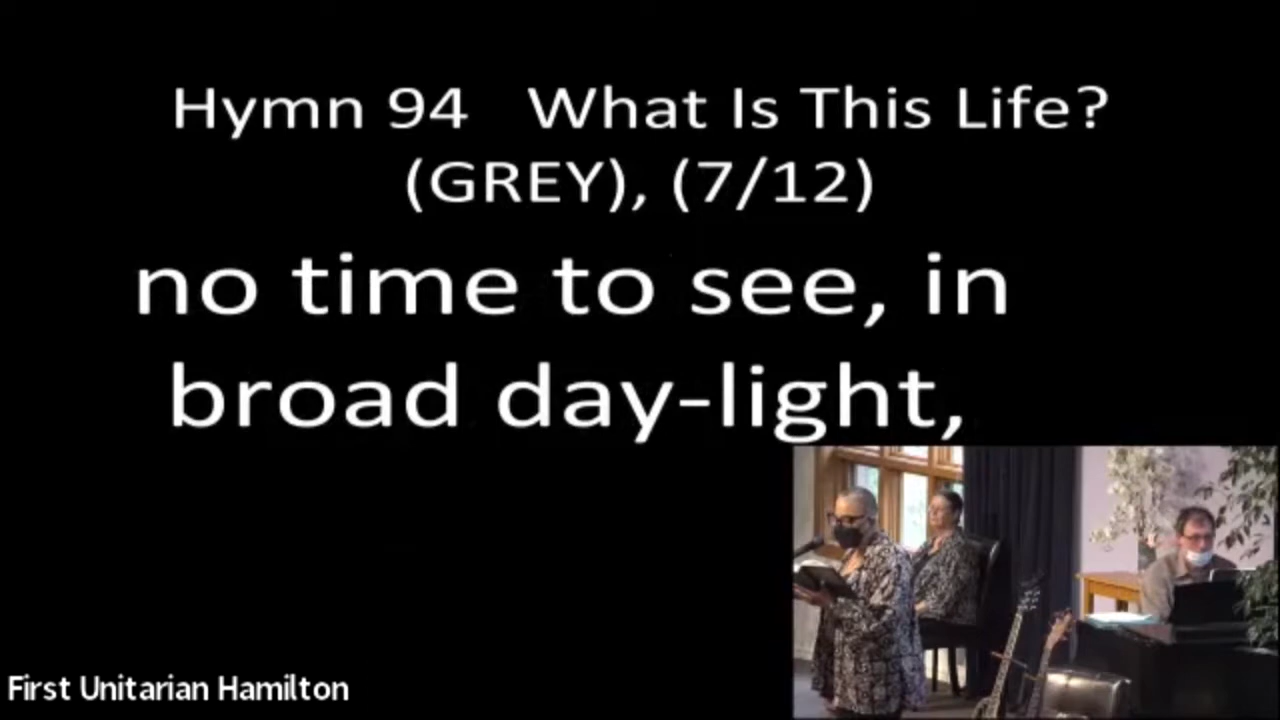 Hymn 94 What Is This Life?
(GREY), (7/12)
no time to see, in
broad day-light,
First Unitarian Hamilton